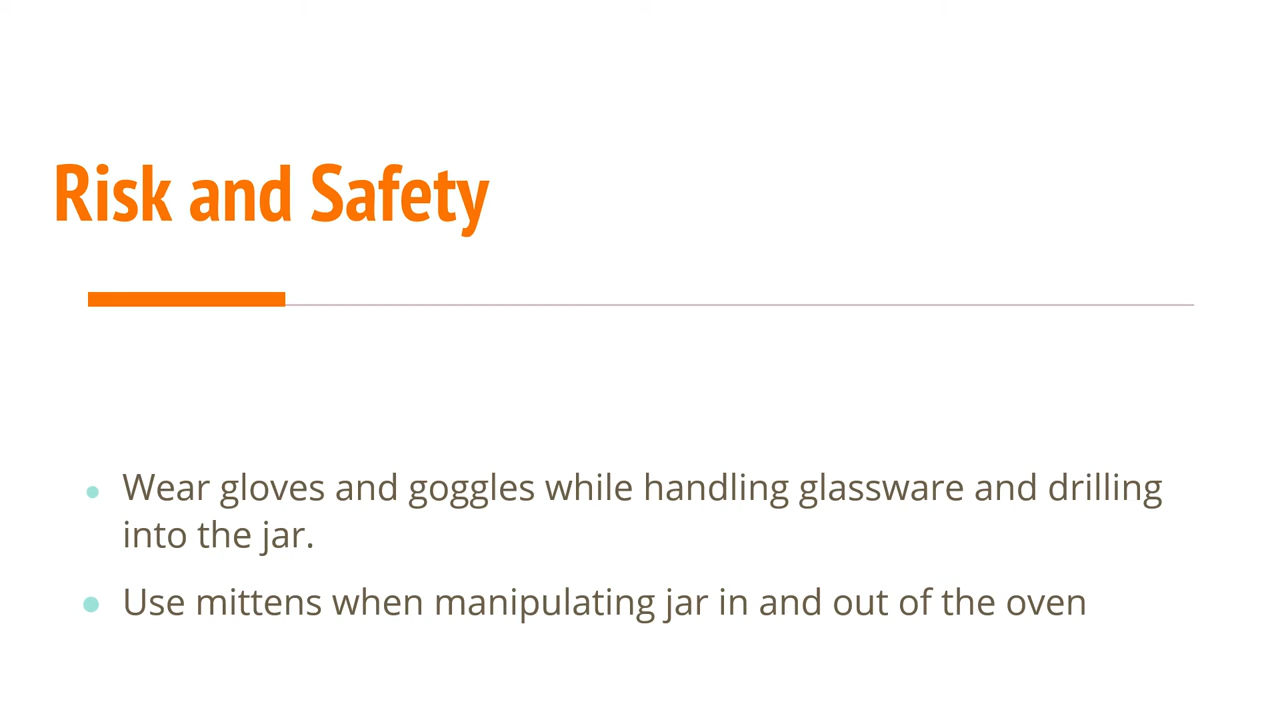 Risk and Safety
● Wear gloves and goggles while handling glassware and drilling
into the jar.
● Use mittens when manipulating jar in and out of the oven